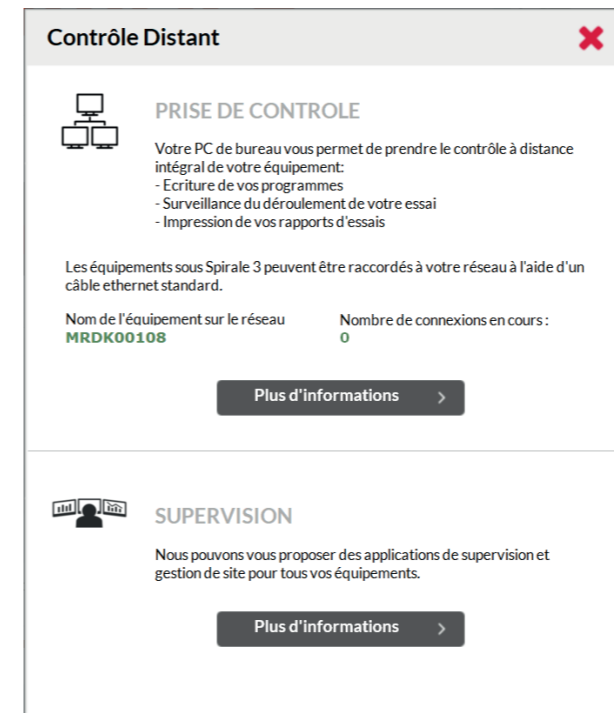 Contrôle Distant
PRISE DE CONTROLE
Votre PC de bureau vous permet de prendre le contrôle à distance
intégral de votre équipement:
- Ecriture de vos programmes
- Surveillance du déroulement de votre essai
- Impression de vos rapports d'essais
Les équipements sous Spirale 3 peuvent être raccordés à votre réseau à l'aide d'un
câble ethernet standard.
Nom de l'équipement sur le réseau
MRDK00108
Nombre de connexions en cours :
0
Plus d'informations
SUPERVISION
Nous pouvons vous proposer des applications de supervision et
gestion de site pour tous vos équipements.
Plus d'informations